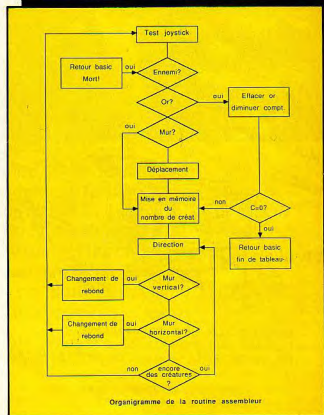 Test joystick
Retour basic
Mort!
oui
Ennemi?
Or?
oui
Effacer or
diminuer compt.
Mur?
oui
Déplacement
Mise en mémoire
du
nombre de créat.
non
C=0?
oui
Direction
Retour basic
fin de tableau
Changement de
rebond
oui
Mur
vertical?
Changement de
rebond
oui
Mur
horizontal?
non
encore
des créatures
?
oui
Organigramme de la routine assembleur